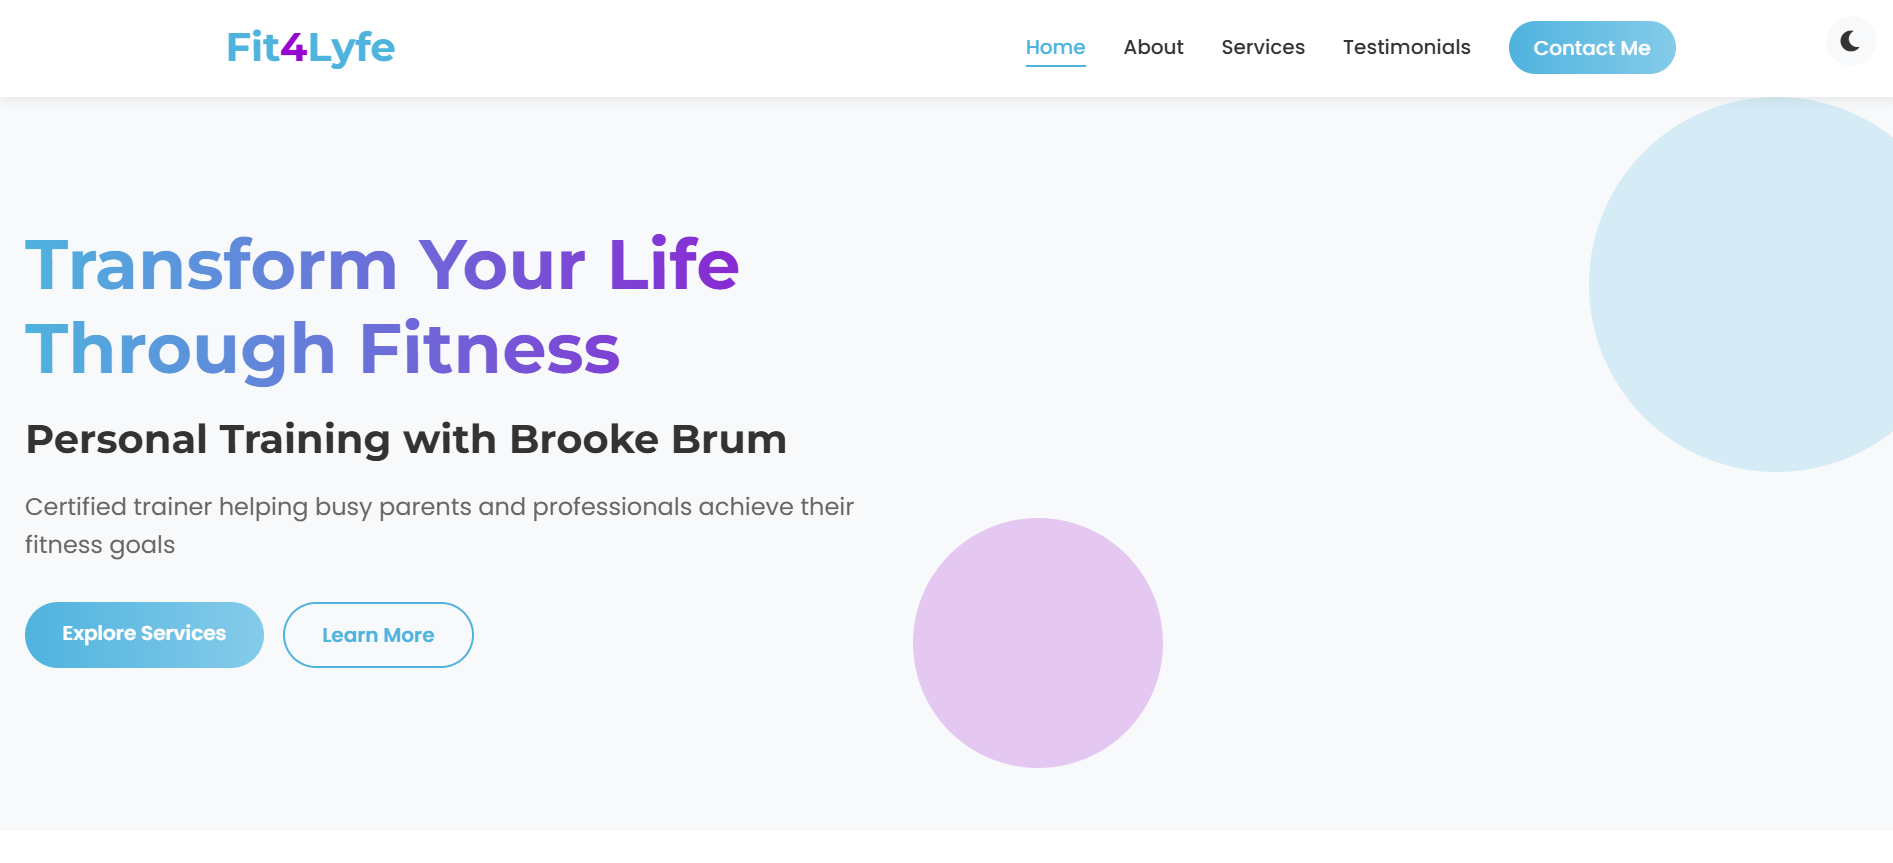 Fit4Lyfe
Home
About
Services
Testimonials
Contact Me
Transform Your Life
Through Fitness
Personal Training with Brooke Brum
Certified trainer helping busy parents and professionals achieve their
fitness goals
Explore Services
Learn More